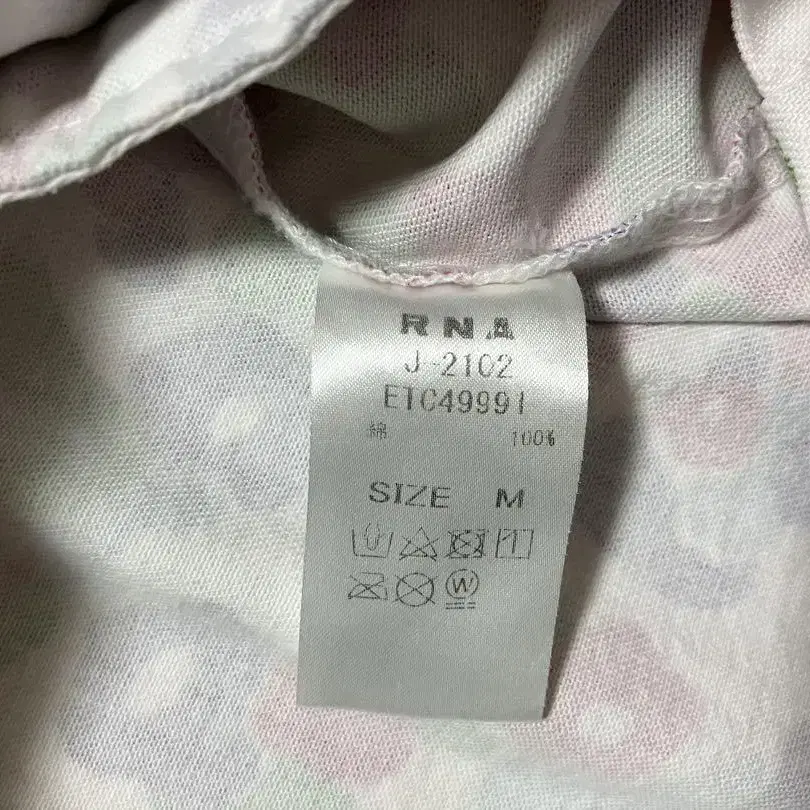 RNA
J-2102
ETC49991
綿 100%
SIZE M
W